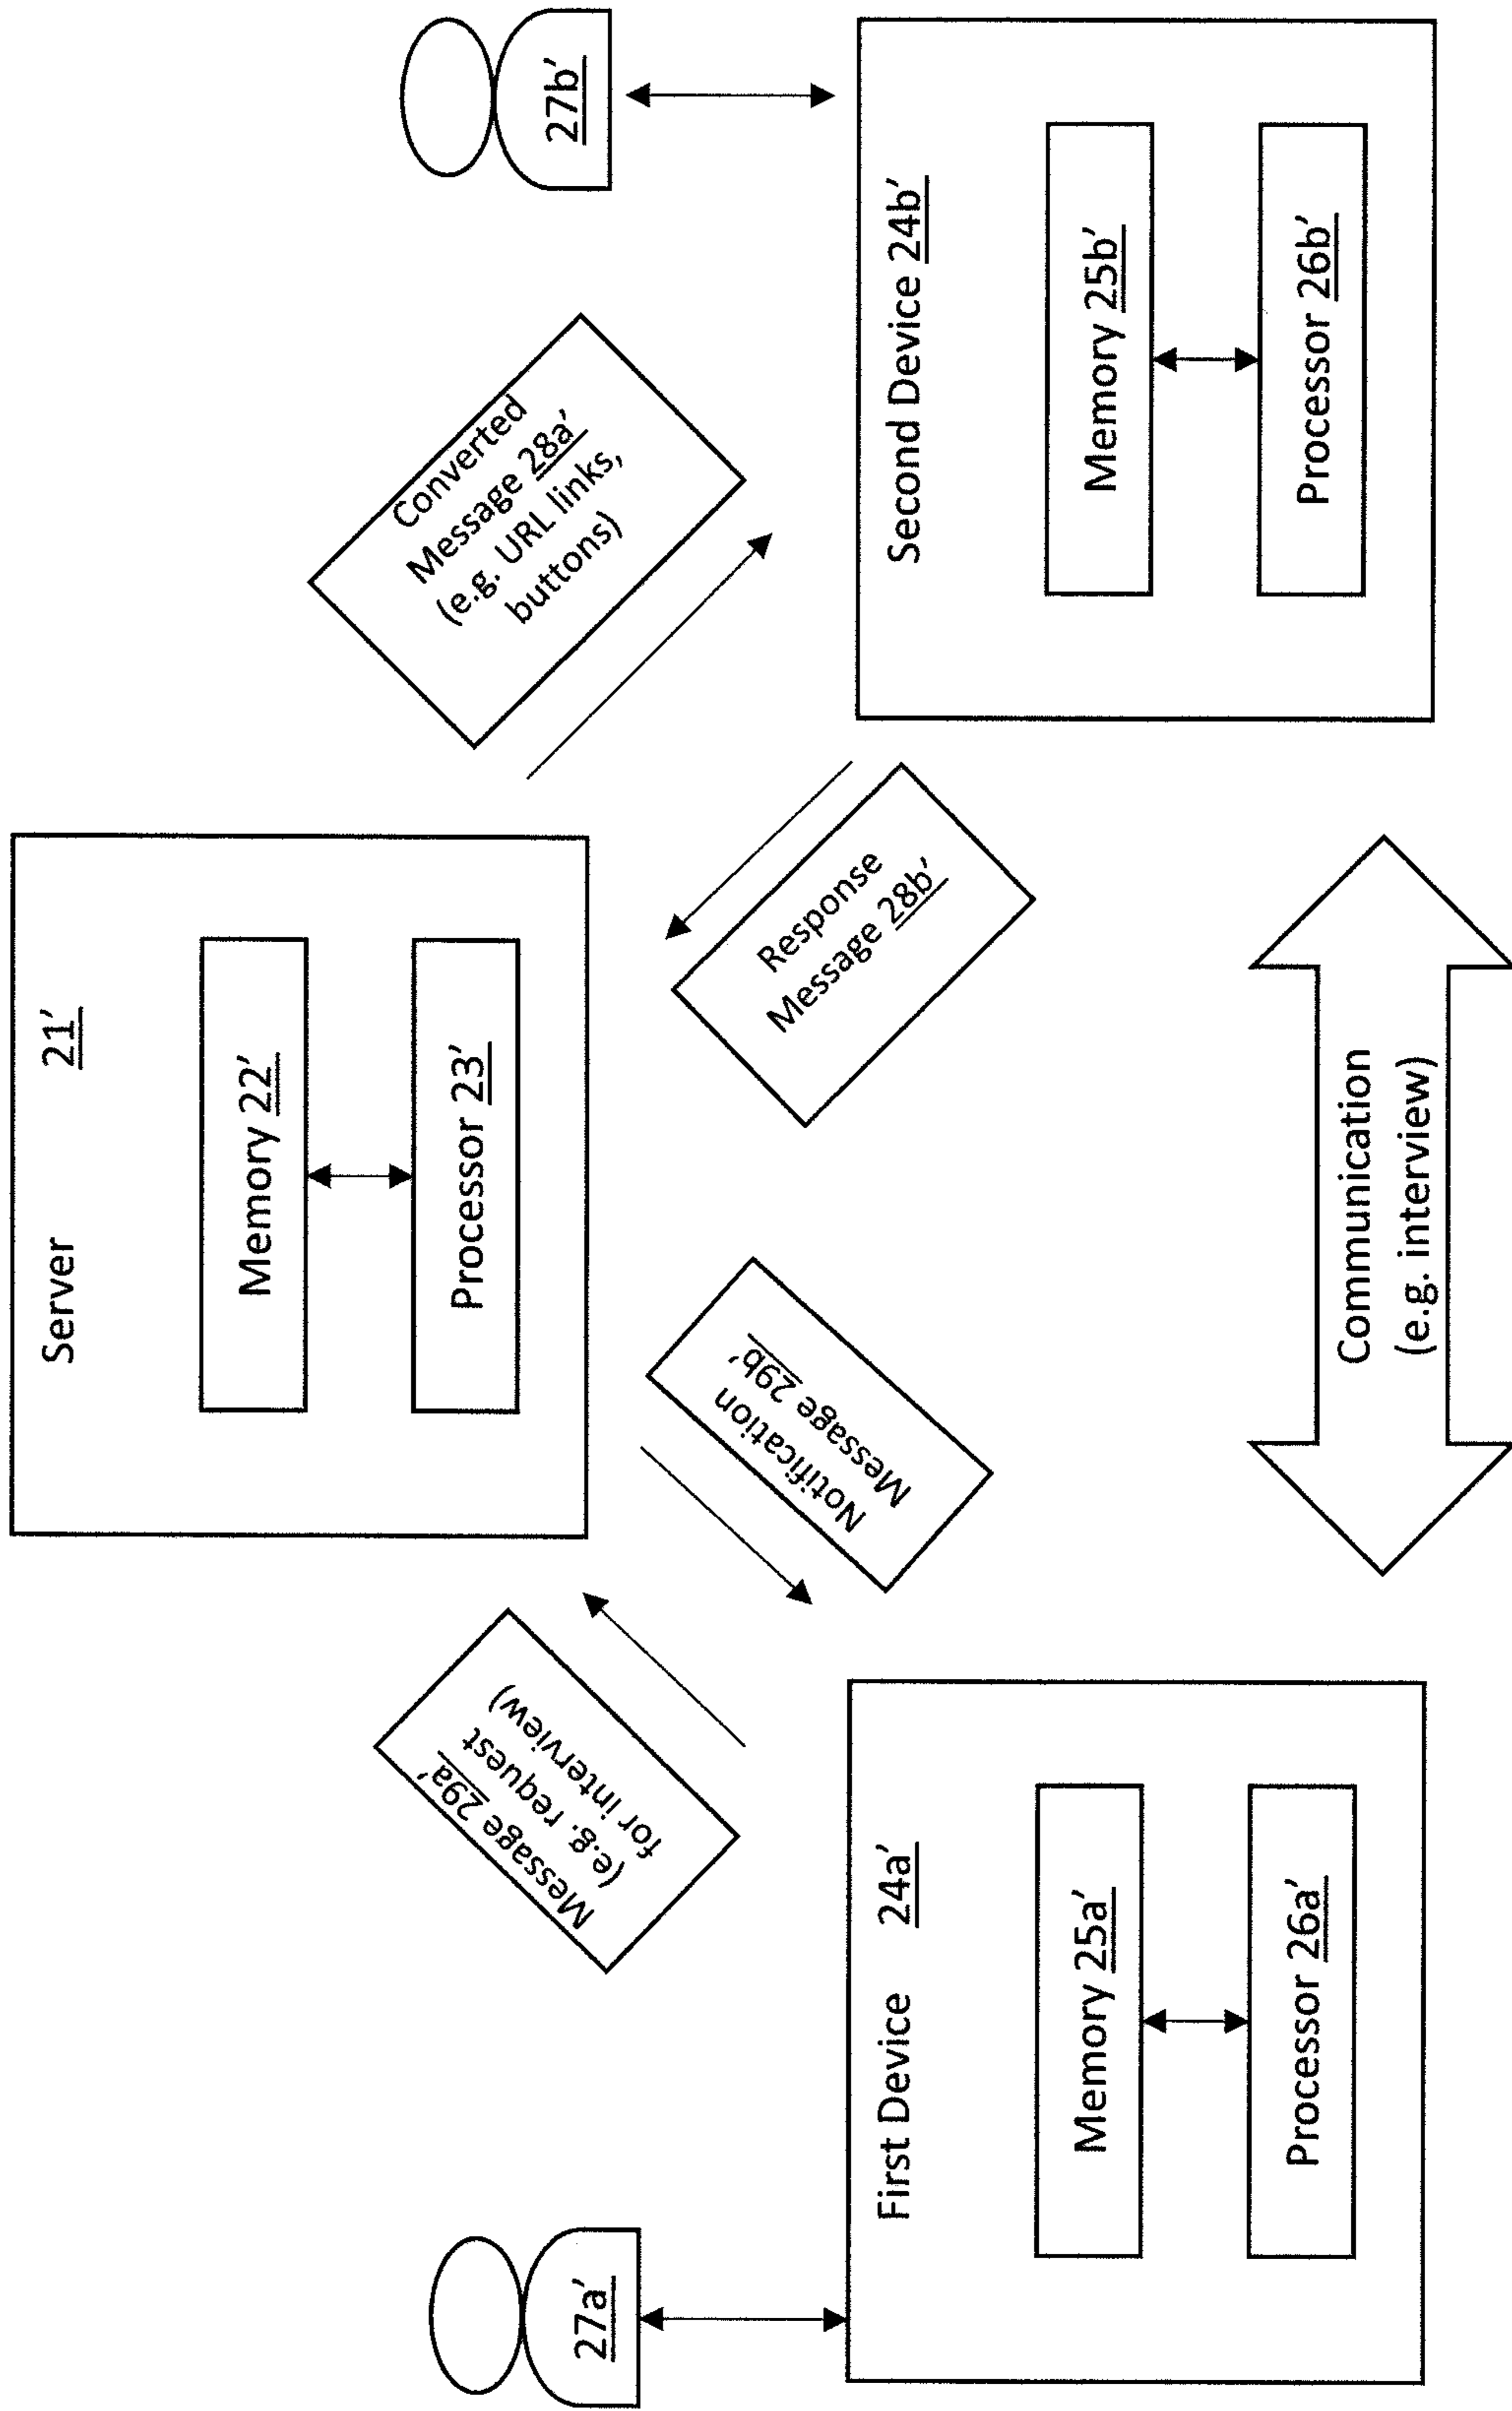 Server 21'
Memory 22'
Processor 23'
27a'
27b'
Message 29a'
(e.g. request
for interview)
Notification
Message 29b'
Converted
Message 28a'
(e.g. URL links,
buttons)
Response
Message 28b'
First Device 24a'
Memory 25a'
Processor 26a'
Second Device 24b'
Memory 25b'
Processor 26b'
Communication
(e.g. interview)